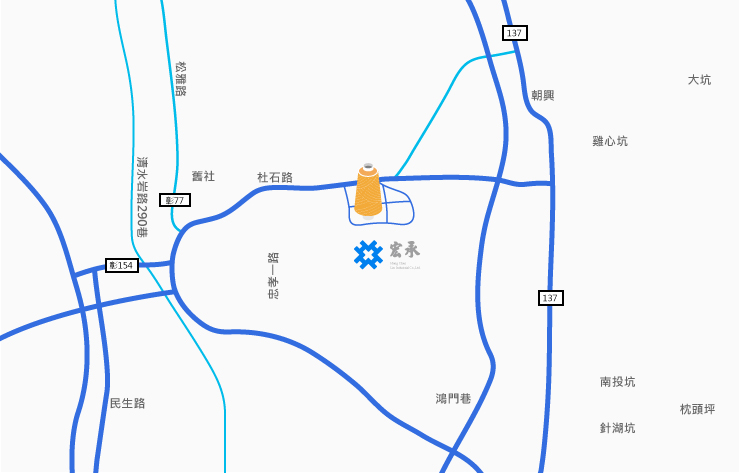 137
松雅路
大坑
朝興
雞心坑
舊社
杜石路
清水岩路290巷
彰77
宏承
忠孝一路
彰154
137
南投坑
鴻門巷
民生路
枕頭坪
針湖坑